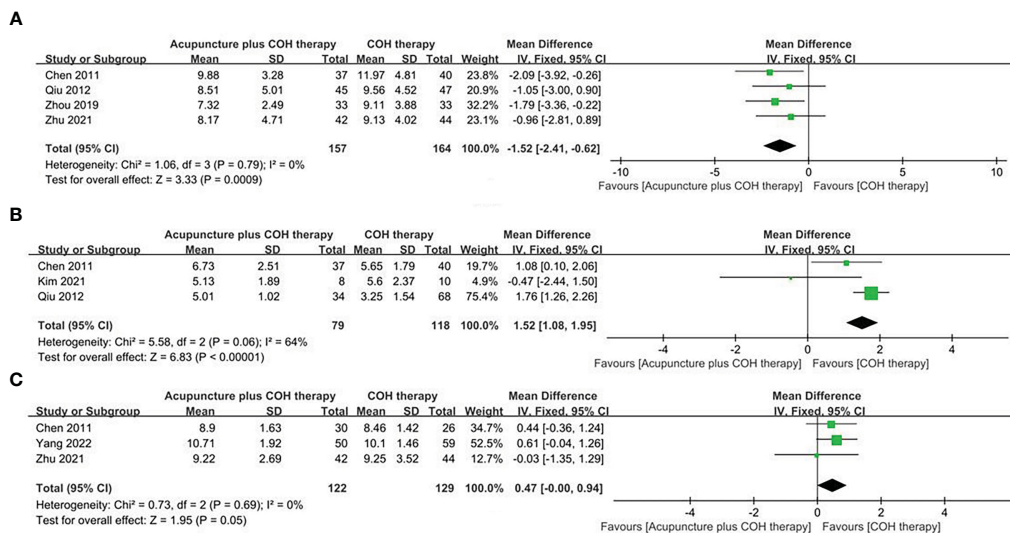 A
Acupuncture plus COH therapy COH therapy Mean Difference Mean Difference
Study or Subgroup Mean SD Total Mean SD Total Weight IV, Fixed, 95% CI IV, Fixed, 95% CI
Chen 2011 9.88 3.28 37 11.97 4.81 40 23.8% -2.09 [-3.92, -0.26]
Qiu 2012 8.51 5.01 45 9.56 4.52 47 20.9% -1.05 [-3.00, 0.90]
Zhou 2019 7.32 2.49 33 9.11 3.88 33 32.2% -1.79 [-3.36, -0.22]
Zhu 2021 8.17 4.71 42 9.13 4.02 44 23.1% -0.96 [-2.81, 0.89]
Total (95% CI) 157 164 100.0% -1.52 [-2.41, -0.62]
Heterogeneity: Chi² = 1.06, df = 3 (P = 0.79); I² = 0%
Test for overall effect: Z = 3.33 (P = 0.0009)
-10 -5 0 5 10
Favours [Acupuncture plus COH therapy] Favours [COH therapy]
B
Acupuncture plus COH therapy COH therapy Mean Difference Mean Difference
Study or Subgroup Mean SD Total Mean SD Total Weight IV, Fixed, 95% CI IV, Fixed, 95% CI
Chen 2011 6.73 2.51 37 5.65 1.79 40 19.7% 1.08 [0.10, 2.06]
Kim 2021 5.13 1.89 8 5.6 2.37 10 4.9% -0.47 [-2.44, 1.50]
Qiu 2012 5.01 1.02 34 3.25 1.54 68 75.4% 1.76 [1.26, 2.26]
Total (95% CI) 79 118 100.0% 1.52 [1.08, 1.95]
Heterogeneity: Chi² = 5.58, df = 2 (P = 0.06); I² = 64%
Test for overall effect: Z = 6.83 (P < 0.00001)
-4 -2 0 2 4
Favours [Acupuncture plus COH therapy] Favours [COH therapy]
C
Acupuncture plus COH therapy COH therapy Mean Difference Mean Difference
Study or Subgroup Mean SD Total Mean SD Total Weight IV, Fixed, 95% CI IV, Fixed, 95% CI
Chen 2011 8.9 1.63 30 8.46 1.42 26 34.7% 0.44 [-0.36, 1.24]
Yang 2022 10.71 1.92 50 10.1 1.46 59 52.5% 0.61 [-0.04, 1.26]
Zhu 2021 9.22 2.69 42 9.25 3.52 44 12.7% -0.03 [-1.35, 1.29]
Total (95% CI) 122 129 100.0% 0.47 [-0.00, 0.94]
Heterogeneity: Chi² = 0.73, df = 2 (P = 0.69); I² = 0%
Test for overall effect: Z = 1.95 (P = 0.05)
-4 -2 0 2 4
Favours [Acupuncture plus COH therapy] Favours [COH therapy]